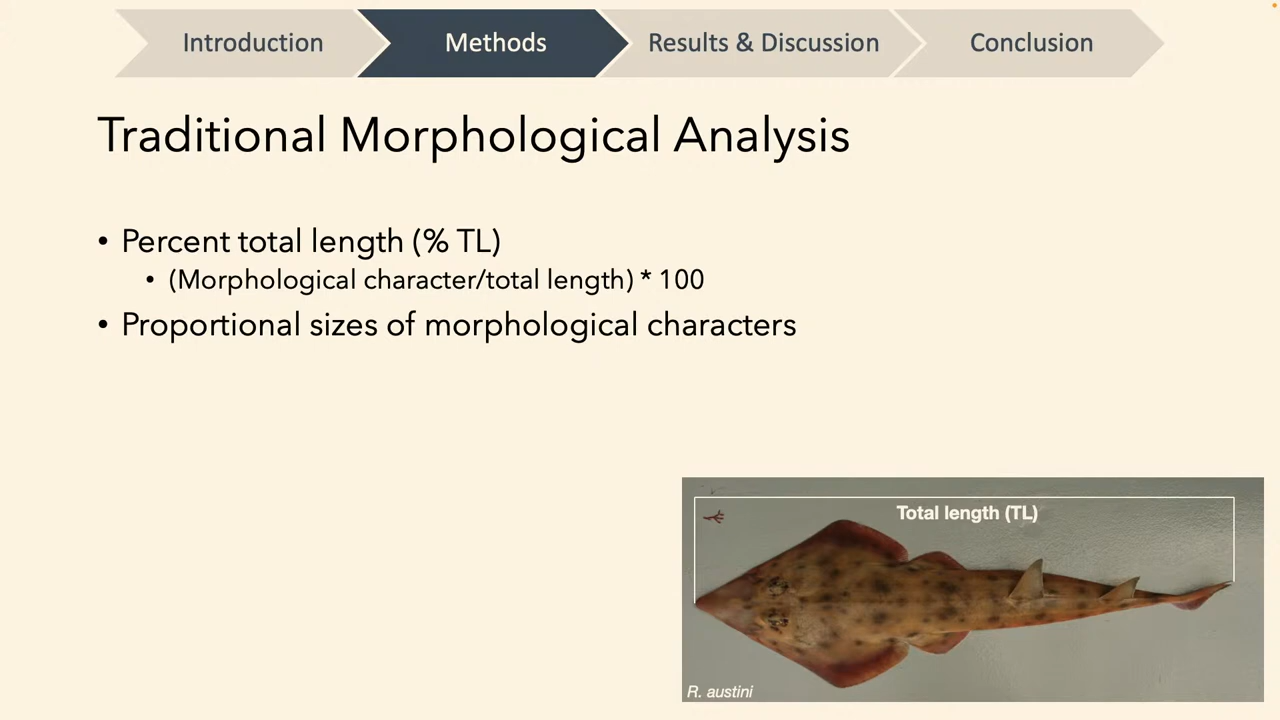 Introduction
Methods
Results & Discussion
Conclusion
Traditional Morphological Analysis
• Percent total length (% TL)
• (Morphological character/total length) * 100
• Proportional sizes of morphological characters
Total length (TL)
R. austini